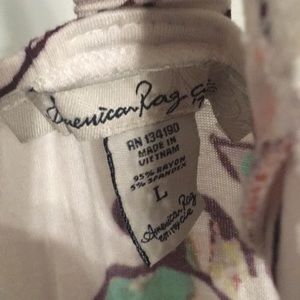 American Rag cie
RN 134190
MADE IN
VIETNAM
95% RAYON
5% SPANDEX
L
American Rag